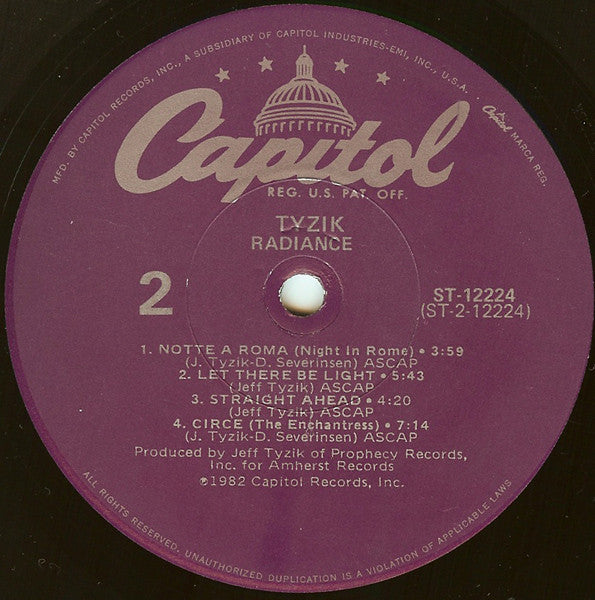 MFD. BY CAPITOL RECORDS, INC., A SUBSIDIARY OF CAPITOL INDUSTRIES-EMI, INC., U.S.A.
Capitol
REG. U.S. PAT. OFF.
Capitol MARCA REG.
TYZIK
RADIANCE
2
ST-12224
(ST-2-12224)
1. NOTTE A ROMA (Night In Rome) • 3:59
(J. Tyzik-D. Severinsen) ASCAP
2. LET THERE BE LIGHT • 5:43
(Jeff Tyzik) ASCAP
3. STRAIGHT AHEAD • 4:20
(Jeff Tyzik) ASCAP
4. CIRCE (The Enchantress) • 7:14
(J. Tyzik-D. Severinsen) ASCAP
Produced by Jeff Tyzik of Prophecy Records,
Inc. for Amherst Records
℗1982 Capitol Records, Inc.
ALL RIGHTS RESERVED. UNAUTHORIZED DUPLICATION IS A VIOLATION OF APPLICABLE LAWS